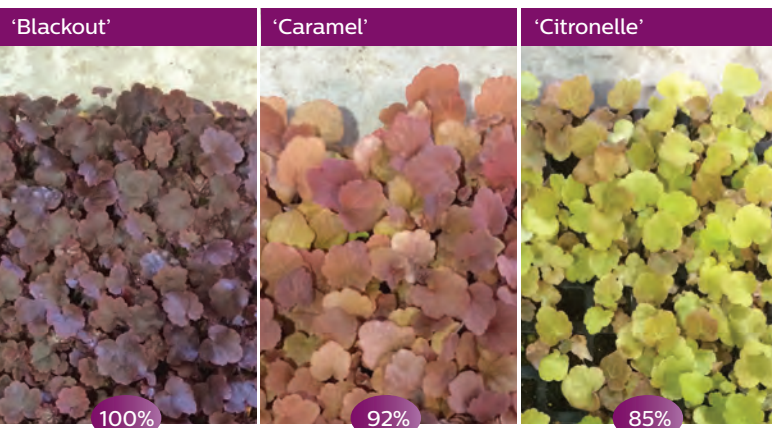 ‘Blackout’
‘Caramel’
‘Citronelle’
100%
92%
85%